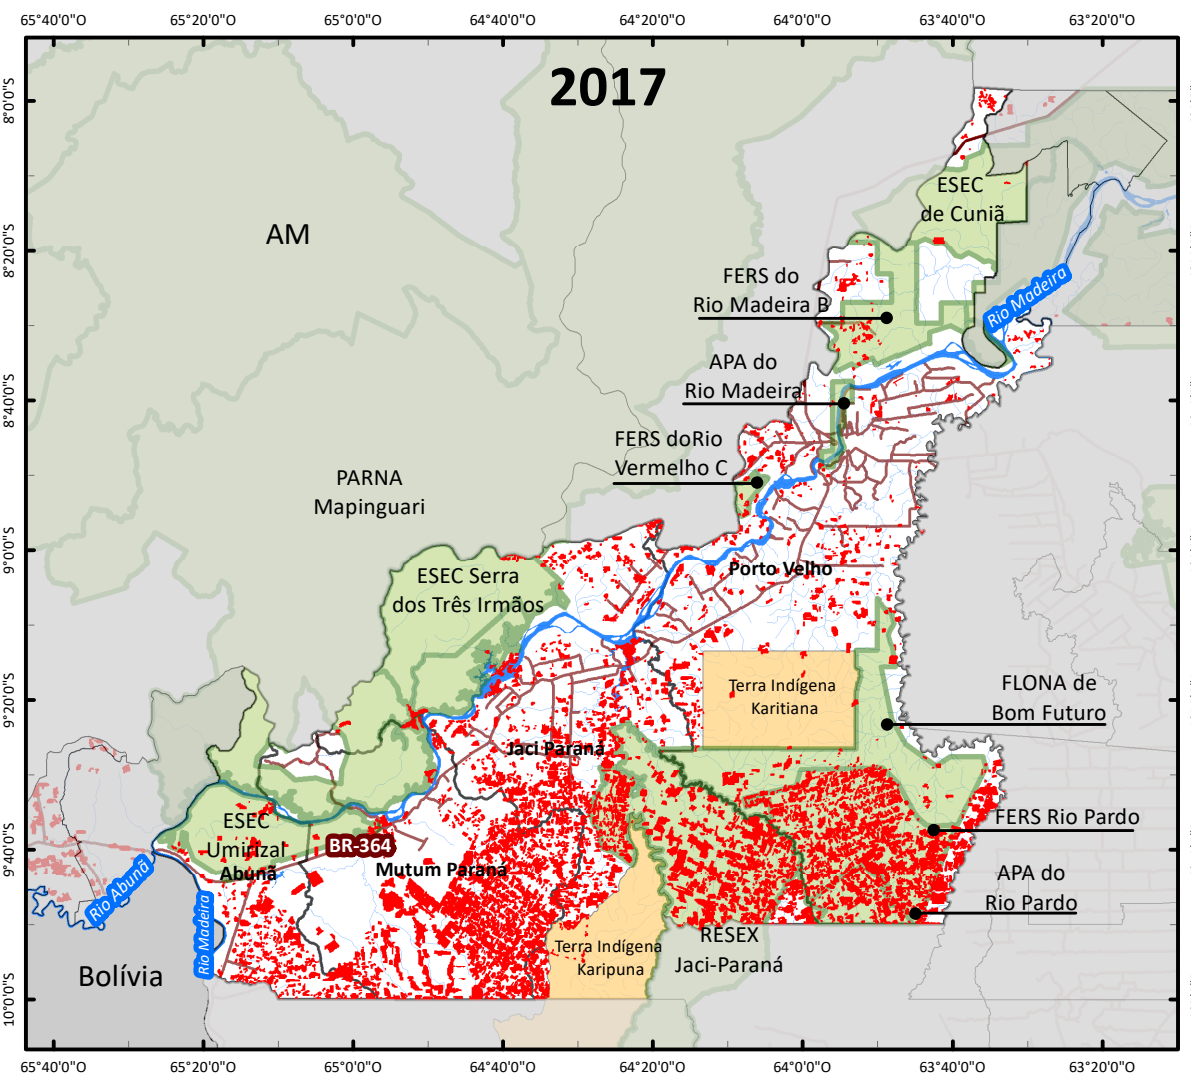 65°40'0"O 65°20'0"O 65°0'0"O 64°40'0"O 64°20'0"O 64°0'0"O 63°40'0"O 63°20'0"O
2017
8°0'0"S
8°20'0"S
8°40'0"S
9°0'0"S
9°20'0"S
9°40'0"S
10°0'0"S
AM
ESEC
de Cuniã
FERS do
Rio Madeira B
Rio Madeira
APA do
Rio Madeira
FERS doRio
Vermelho C
PARNA
Mapinguari
Porto Velho
ESEC Serra
dos Três Irmãos
Terra Indígena
Karitiana
FLONA de
Bom Futuro
Jaci Paraná
FERS Rio Pardo
ESEC
Umirizal
BR-364
Abunã
Mutum Paraná
APA do
Rio Pardo
Rio Abunã
Rio Madeira
RESEX
Jaci-Paraná
Terra Indígena
Karipuna
Bolívia
65°40'0"O 65°20'0"O 65°0'0"O 64°40'0"O 64°20'0"O 64°0'0"O 63°40'0"O 63°20'0"O